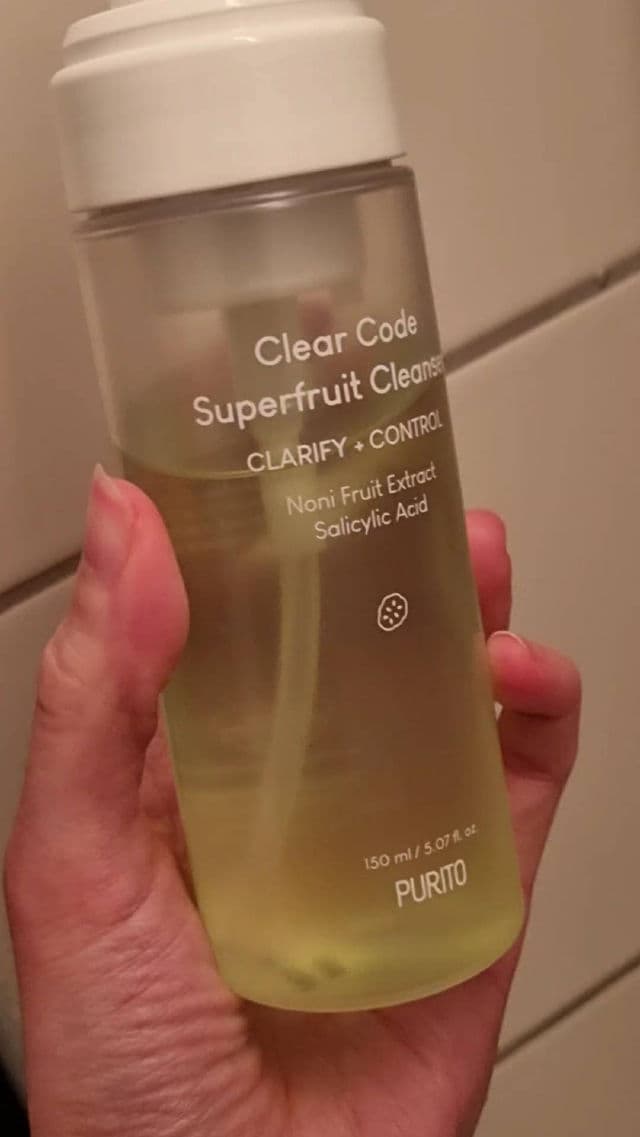 Clear Code
Superfruit Cleanser
CLARIFY + CONTROL
Noni Fruit Extract
Salicylic Acid
150 ml / 5.07 fl. oz.
PURITO